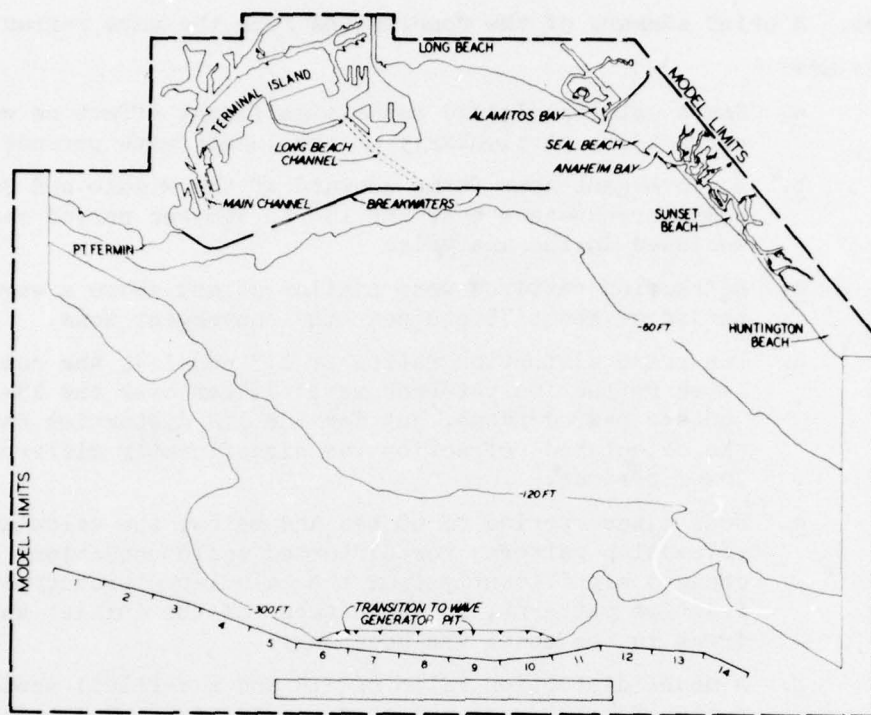 LONG BEACH
TERMINAL ISLAND
MODEL LIMITS
ALAMITOS BAY
LONG BEACH
CHANNEL
SEAL BEACH
ANAHEIM BAY
MAIN CHANNEL
BREAKWATERS
SUNSET
BEACH
PT FERMIN
-60 FT
HUNTINGTON
BEACH
MODEL LIMITS
-120 FT
-300 FT
TRANSITION TO WAVE
GENERATOR PIT
1 2 3 4 5 6 7 8 9 10 11 12 13 14